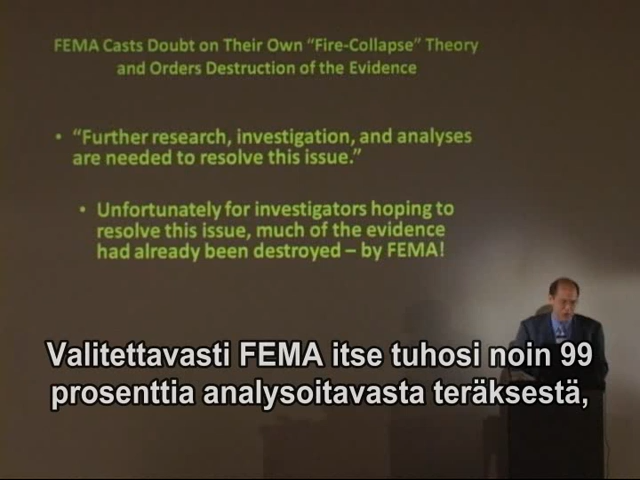 FEMA Casts Doubt on Their Own "Fire-Collapse" Theory
and Orders Destruction of the Evidence
• "Further research, investigation, and analyses
are needed to resolve this issue."
• Unfortunately for investigators hoping to
resolve this issue, much of the evidence
had already been destroyed – by FEMA!
Valitettavasti FEMA itse tuhosi noin 99
prosenttia analysoitavasta teräksestä,